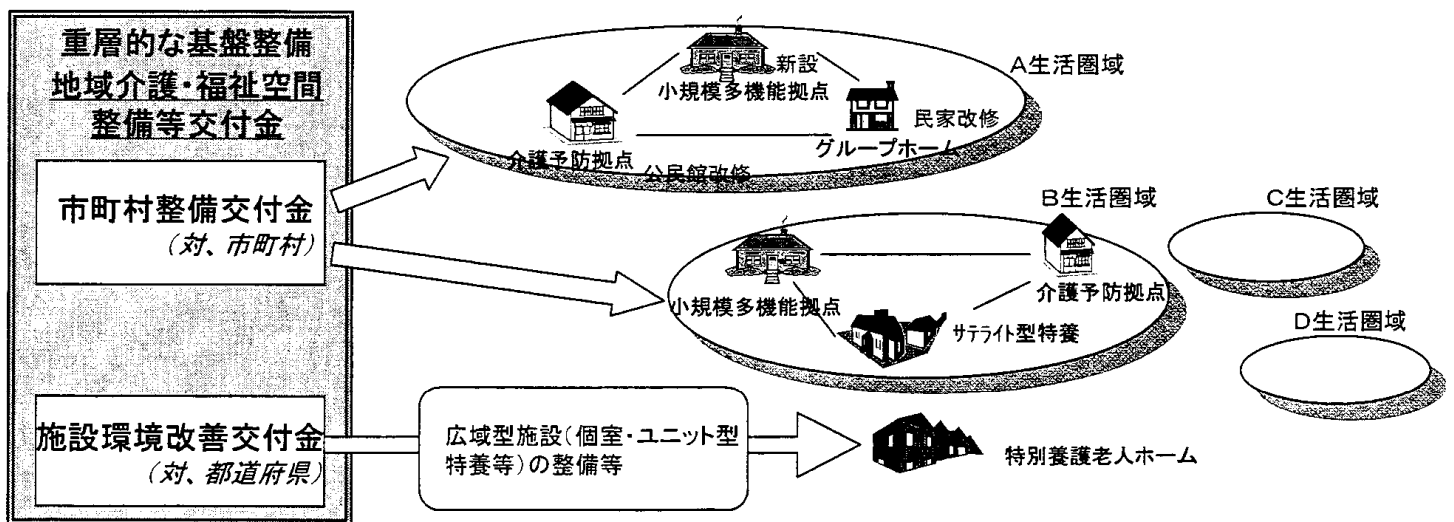 重層的な基盤整備
地域介護・福祉空間
整備等交付金
市町村整備交付金
(対、市町村)
施設環境改善交付金
(対、都道府県)
A生活圏域
新設
小規模多機能拠点
民家改修
グループホーム
介護予防拠点
公民館改修
B生活圏域
小規模多機能拠点
介護予防拠点
サテライト型特養
C生活圏域
D生活圏域
広域型施設(個室・ユニット型
特養等)の整備等
特別養護老人ホーム